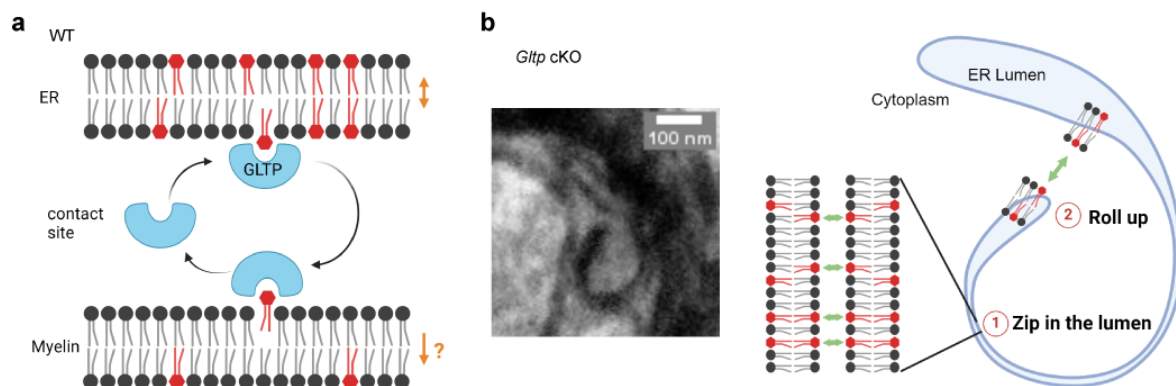 a
WT
ER
GLTP
contact
site
Myelin
?
b
Gltp cKO
100 nm
ER Lumen
Cytoplasm
2 Roll up
1 Zip in the lumen